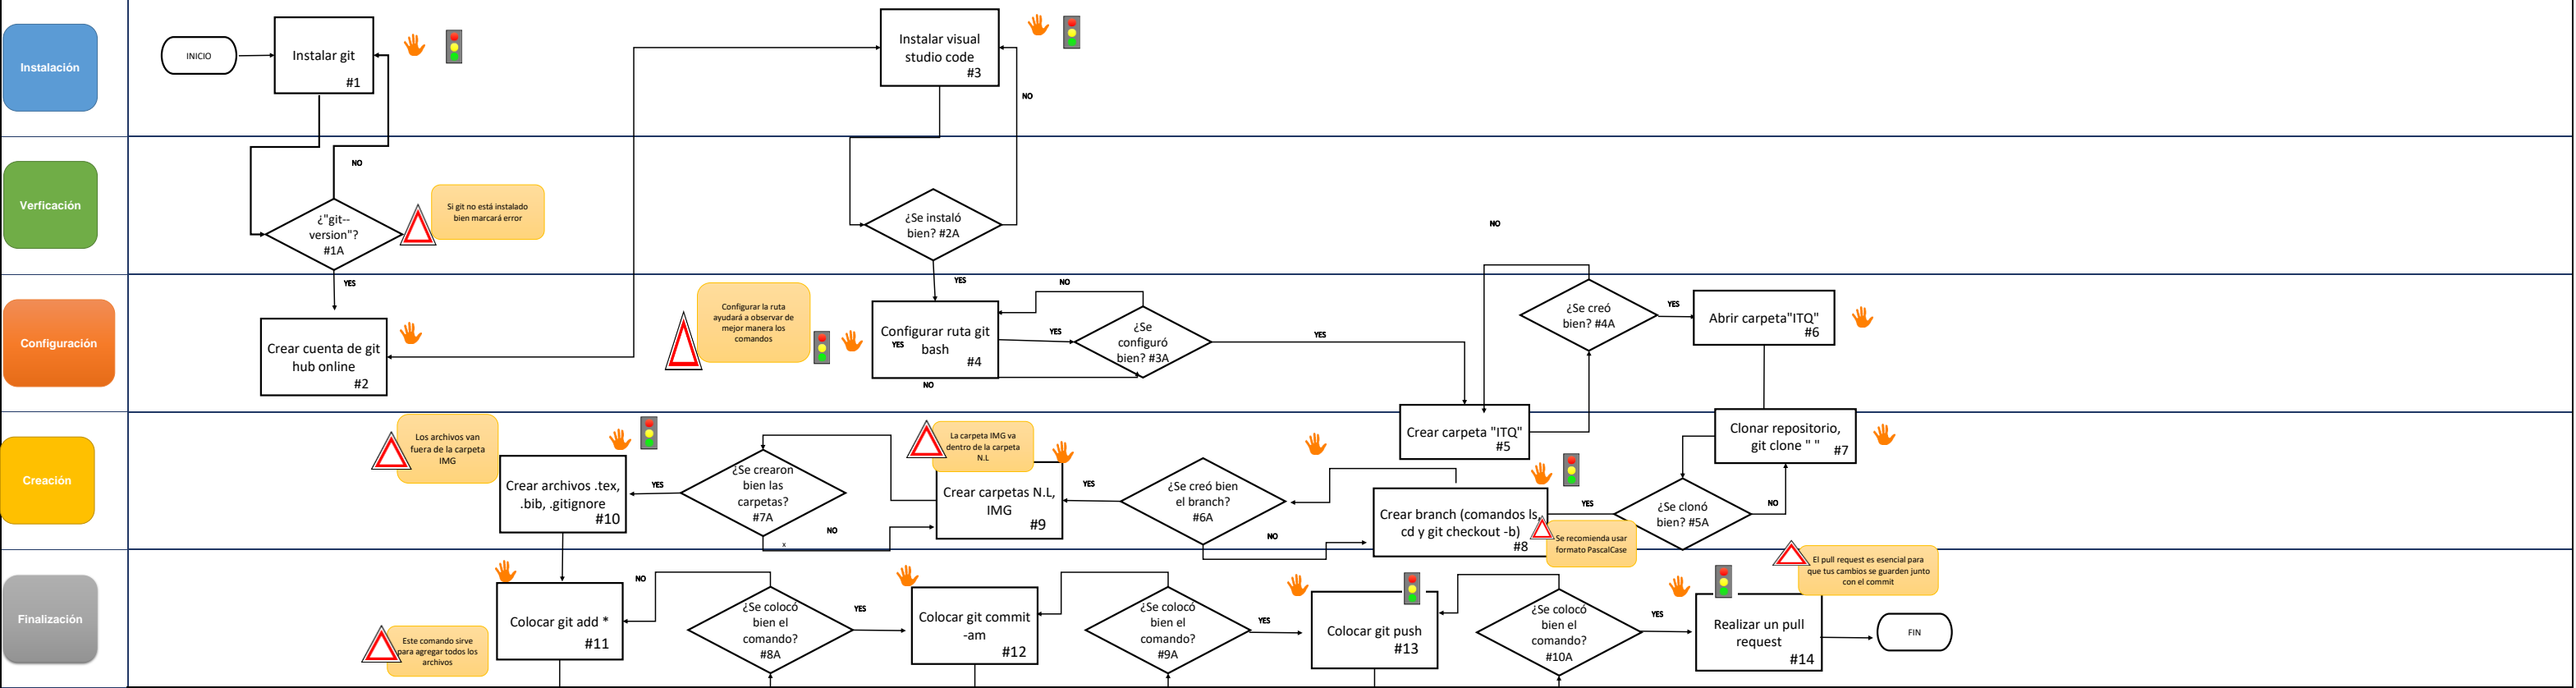 Instalación
INICIO
Instalar git
#1
Instalar visual
studio code
#3
NO
Verficación
NO
¿"git--
version"?
#1A
Si git no está instalado
bien marcará error
¿Se instaló
bien? #2A
NO
YES
YES
Configuración
Crear cuenta de git
hub online
#2
Configurar la ruta
ayudará a observar de
mejor manera los
comandos
Configurar ruta git
bash
YES
#4
NO
NO
YES
¿Se
configuró
bien? #3A
YES
¿Se creó
bien? #4A
YES
Abrir carpeta"ITQ"
#6
Creación
Los archivos van
fuera de la carpeta
IMG
Crear archivos .tex,
.bib, .gitignore
#10
YES
¿Se crearon
bien las
carpetas?
#7A
NO
x
La carpeta IMG va
dentro de la carpeta
N.L
Crear carpetas N.L,
IMG
#9
YES
¿Se creó bien
el branch?
#6A
NO
Crear carpeta "ITQ"
#5
Crear branch (comandos ls,
cd y git checkout -b)
#8
Se recomienda usar
formato PascalCase
YES
¿Se clonó
bien? #5A
NO
Clonar repositorio,
git clone " "
#7
Finalización
Este comando sirve
para agregar todos los
archivos
Colocar git add *
#11
NO
¿Se colocó
bien el
comando?
#8A
YES
Colocar git commit
-am
#12
¿Se colocó
bien el
comando?
#9A
YES
Colocar git push
#13
¿Se colocó
bien el
comando?
#10A
YES
El pull request es esencial para
que tus cambios se guarden junto
con el commit
Realizar un pull
request
#14
FIN